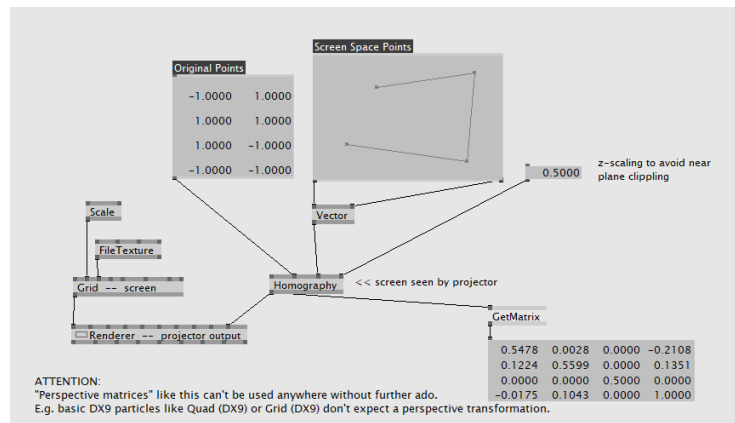 Screen Space Points
Original Points
-1.0000 1.0000
1.0000 1.0000
1.0000 -1.0000
-1.0000 -1.0000
0.5000
z-scaling to avoid near
plane clippling
Scale
Vector
FileTexture
Grid -- screen
Homography
<< screen seen by projector
GetMatrix
Renderer -- projector output
0.5478 0.0028 0.0000 -0.2108
0.1224 0.5599 0.0000 0.1351
0.0000 0.0000 0.5000 0.0000
-0.0175 0.1043 0.0000 1.0000
ATTENTION:
"Perspective matrices" like this can't be used anywhere without further ado.
E.g. basic DX9 particles like Quad (DX9) or Grid (DX9) don't expect a perspective transformation.